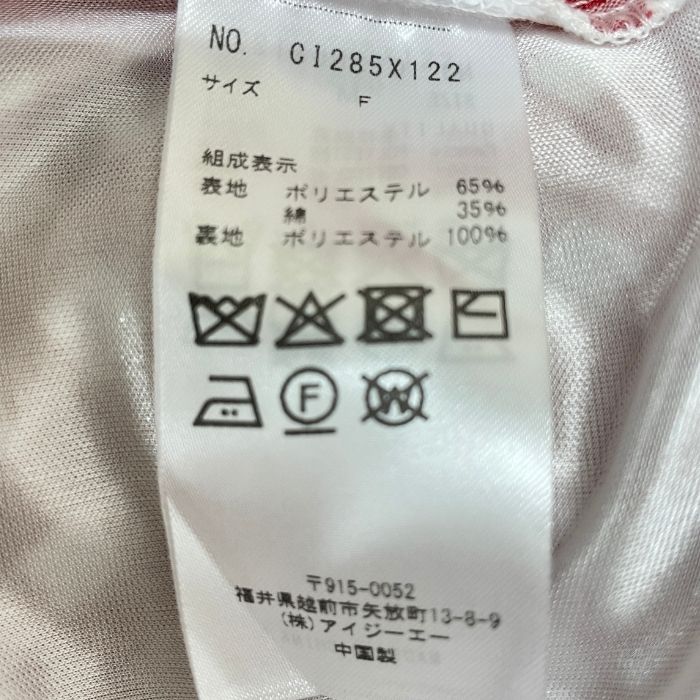 NO. CI285X122
サイズ F
組成表示
表地 ポリエステル 65%
綿 35%
裏地 ポリエステル 100%
F
W
〒915-0052
福井県越前市矢放町13-8-9
(株)アイジーエー
中国製